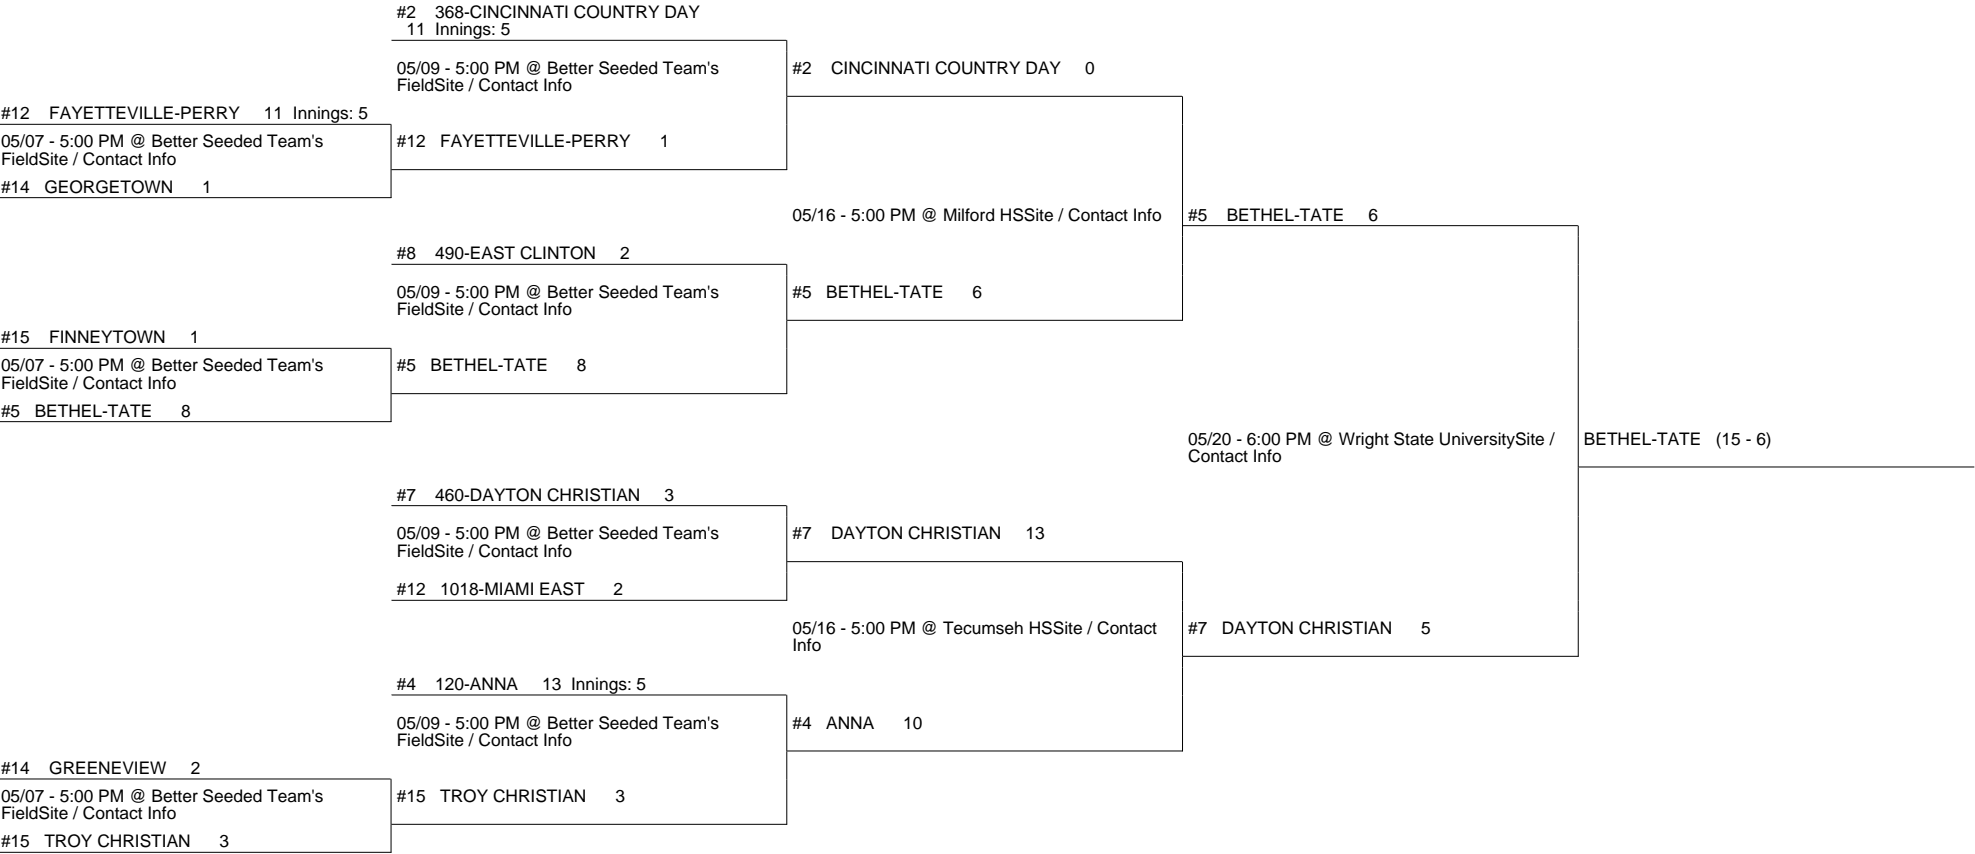 #2 368-CINCINNATI COUNTRY DAY
11 Innings: 5
05/09 - 5:00 PM @ Better Seeded Team's
FieldSite / Contact Info
#2 CINCINNATI COUNTRY DAY 0
#12 FAYETTEVILLE-PERRY 11 Innings: 5
05/07 - 5:00 PM @ Better Seeded Team's
FieldSite / Contact Info
#12 FAYETTEVILLE-PERRY 1
#14 GEORGETOWN 1
05/16 - 5:00 PM @ Milford HSSite / Contact Info
#5 BETHEL-TATE 6
#8 490-EAST CLINTON 2
05/09 - 5:00 PM @ Better Seeded Team's
FieldSite / Contact Info
#5 BETHEL-TATE 6
#15 FINNEYTOWN 1
05/07 - 5:00 PM @ Better Seeded Team's
FieldSite / Contact Info
#5 BETHEL-TATE 8
#5 BETHEL-TATE 8
05/20 - 6:00 PM @ Wright State UniversitySite /
Contact Info
BETHEL-TATE (15 - 6)
#7 460-DAYTON CHRISTIAN 3
05/09 - 5:00 PM @ Better Seeded Team's
FieldSite / Contact Info
#7 DAYTON CHRISTIAN 13
#12 1018-MIAMI EAST 2
05/16 - 5:00 PM @ Tecumseh HSSite / Contact
Info
#7 DAYTON CHRISTIAN 5
#4 120-ANNA 13 Innings: 5
05/09 - 5:00 PM @ Better Seeded Team's
FieldSite / Contact Info
#4 ANNA 10
#14 GREENEVIEW 2
05/07 - 5:00 PM @ Better Seeded Team's
FieldSite / Contact Info
#15 TROY CHRISTIAN 3
#15 TROY CHRISTIAN 3